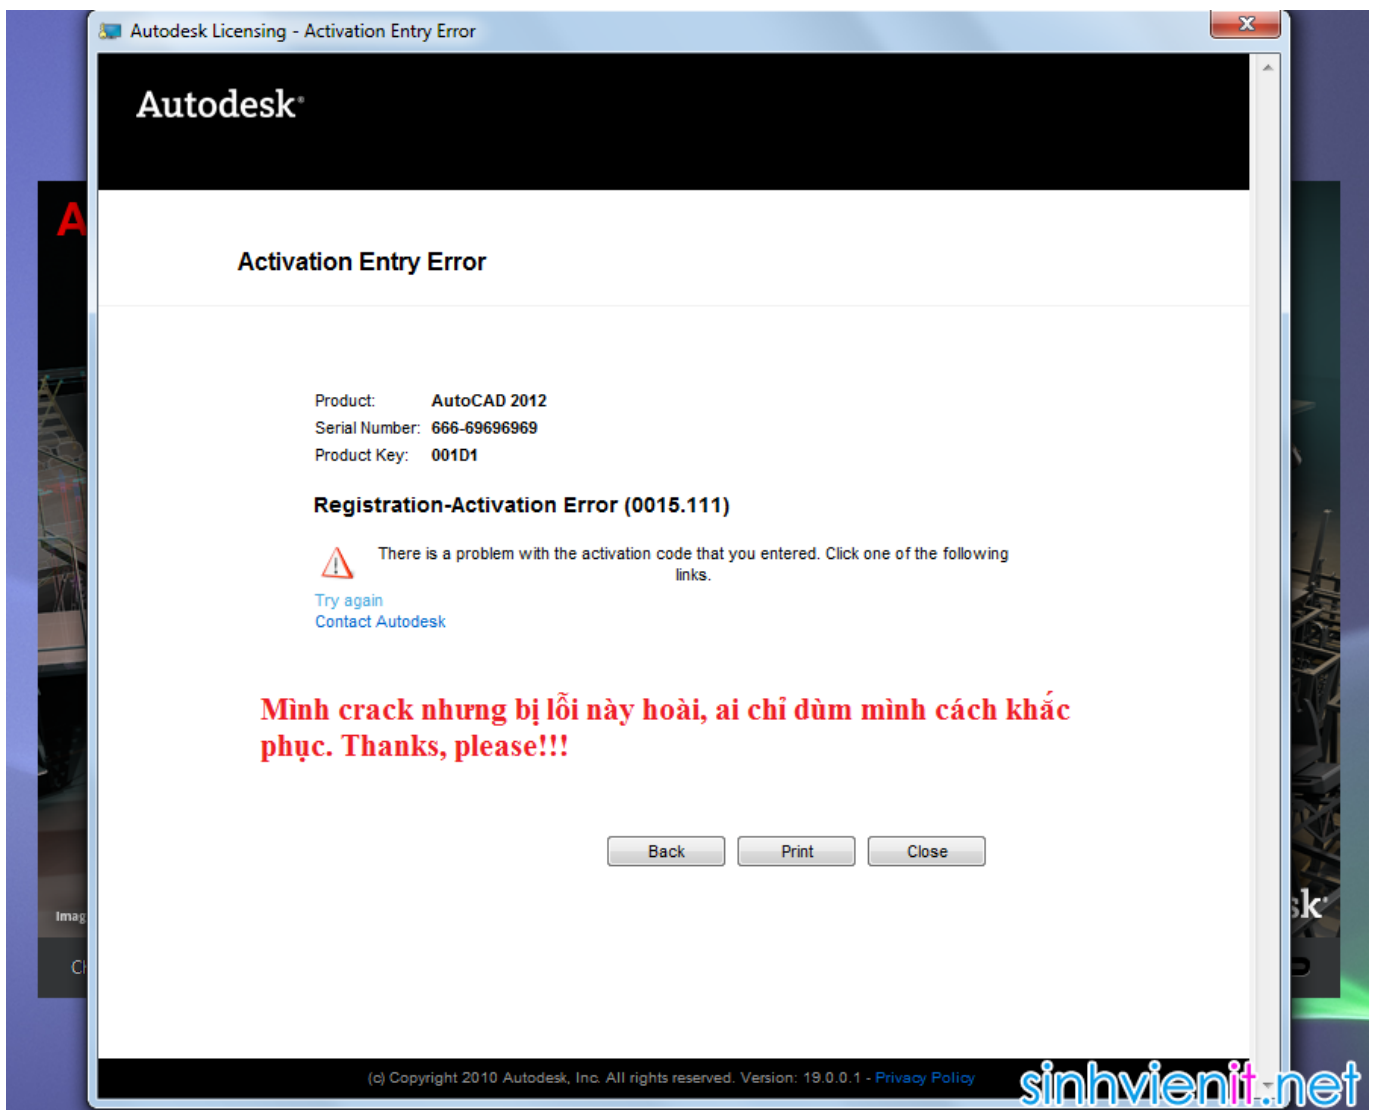 Autodesk Licensing - Activation Entry Error
Autodesk
A
Activation Entry Error
Product: AutoCAD 2012
Serial Number: 666-69696969
Product Key: 001D1
Registration-Activation Error (0015.111)
There is a problem with the activation code that you entered. Click one of the following
links.
Try again
Contact Autodesk
Mình crack nhưng bị lỗi này hoài, ai chỉ dùm mình cách khắc
phục. Thanks, please!!!
Back Print Close
(c) Copyright 2010 Autodesk, Inc. All rights reserved. Version: 19.0.0.1 - Privacy Policy
sinhvienit.net